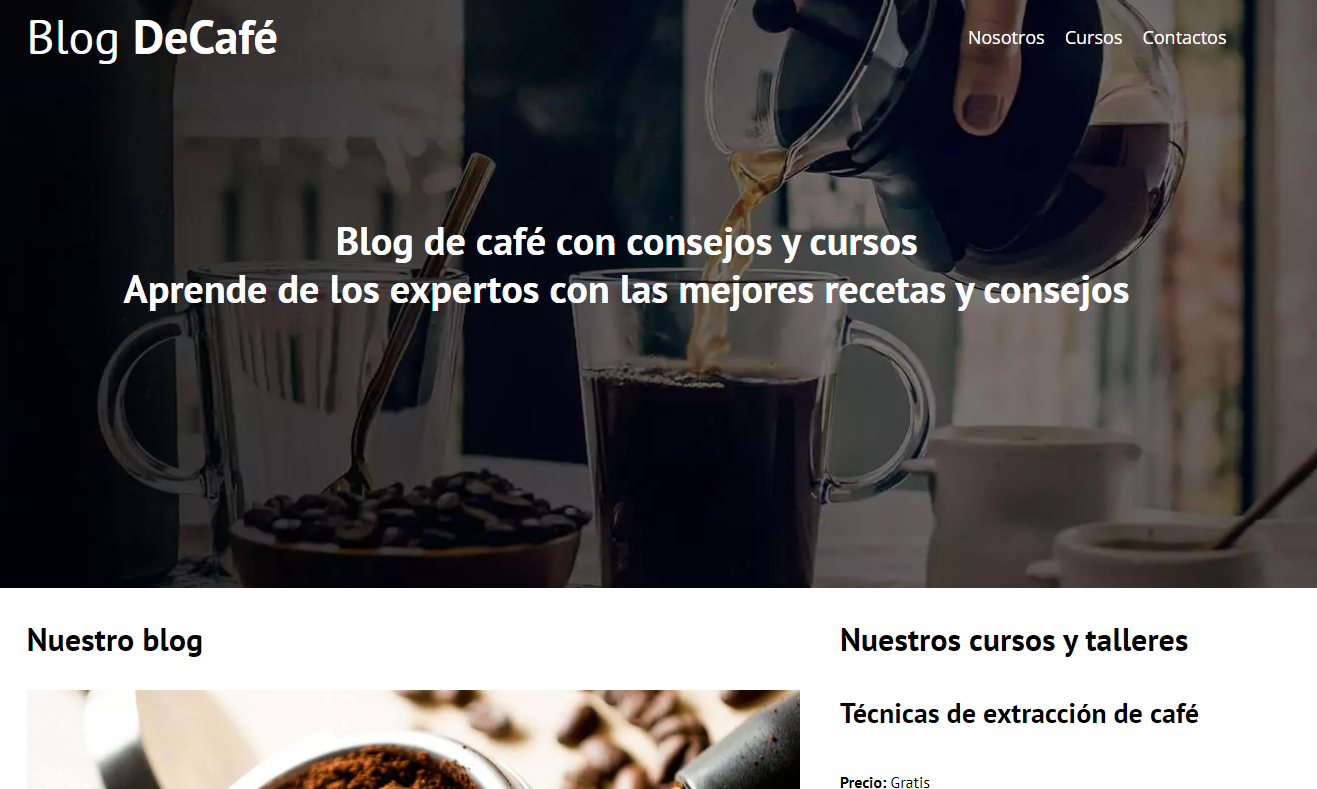 Blog DeCafé
Nosotros Cursos Contactos
Blog de café con consejos y cursos
Aprende de los expertos con las mejores recetas y consejos
Nuestro blog
Nuestros cursos y talleres
Técnicas de extracción de café
Precio: Gratis